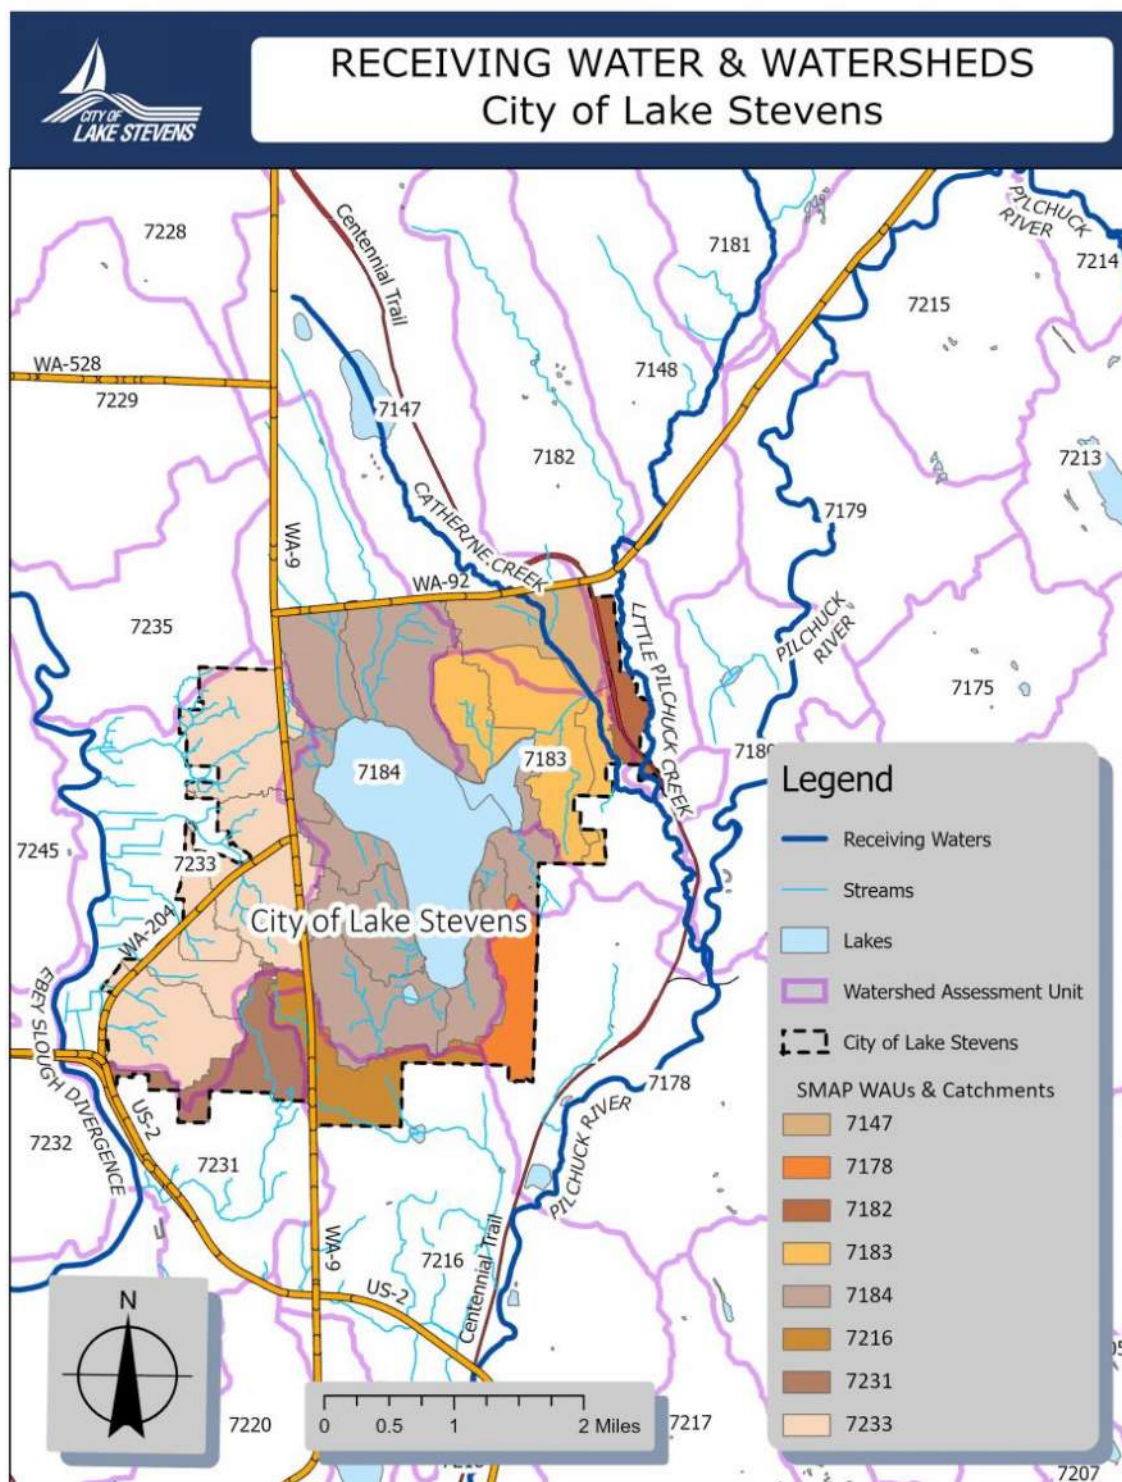 RECEIVING WATER & WATERSHEDS
City of Lake Stevens
CITY OF
LAKE STEVENS
PILCHUCK
RIVER
Centennial Trail
7228
7181
7214
7215
WA-528
7229
7148
7147
7182
7213
CATHERINE CREEK
7179
WA-9
WA-92
LITTLE PILCHUCK CREEK
PILCHUCK
RIVER
7235
7175
7184
7183
7245
7233
WA-204
City of Lake Stevens
EBEY SLOUGH DIVERGENCE
7178
US-2
PILCHUCK RIVER
7232
7231
WA-9
7216
Centennial Trail
US-2
7220
7217
7207
Legend
Receiving Waters
Streams
Lakes
Watershed Assessment Unit
City of Lake Stevens
SMAP WAUs & Catchments
7147
7178
7182
7183
7184
7216
7231
7233
N
0 0.5 1 2 Miles